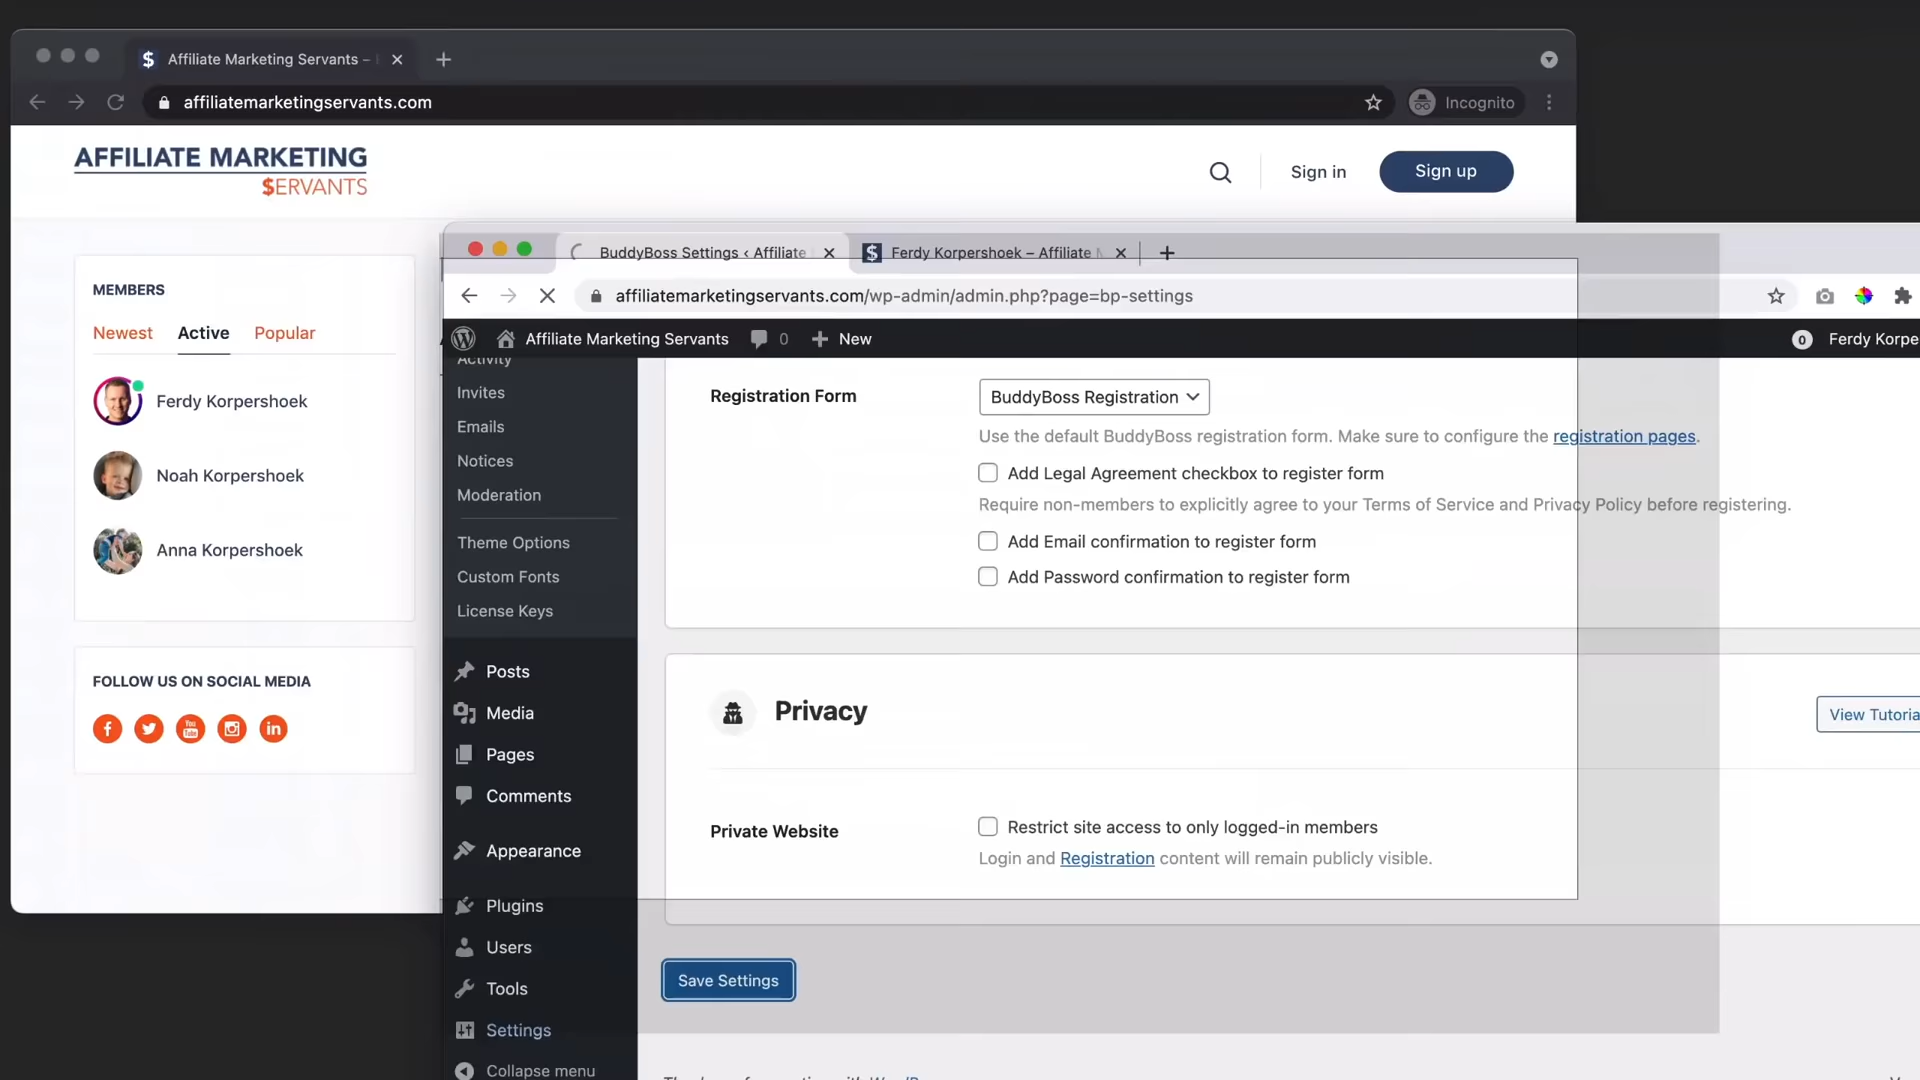 Affiliate Marketing Servants –
affiliatemarketingservants.com
Incognito
AFFILIATE MARKETING
$ERVANTS
Sign in
Sign up
BuddyBoss Settings ‹ Affiliate
Ferdy Korpershoek – Affiliate M
affiliatemarketingservants.com/wp-admin/admin.php?page=bp-settings
Affiliate Marketing Servants
0
New
0
Ferdy Korpe
MEMBERS
Newest
Active
Popular
Ferdy Korpershoek
Noah Korpershoek
Anna Korpershoek
FOLLOW US ON SOCIAL MEDIA
You
Tube
in
Activity
Invites
Emails
Notices
Moderation
Theme Options
Custom Fonts
License Keys
Posts
Media
Pages
Comments
Appearance
Plugins
Users
Tools
Settings
Collapse menu
Registration Form
BuddyBoss Registration
Use the default BuddyBoss registration form. Make sure to configure the registration pages.
Add Legal Agreement checkbox to register form
Require non-members to explicitly agree to your Terms of Service and Privacy Policy before registering.
Add Email confirmation to register form
Add Password confirmation to register form
Privacy
View Tutoria
Private Website
Restrict site access to only logged-in members
Login and Registration content will remain publicly visible.
Save Settings